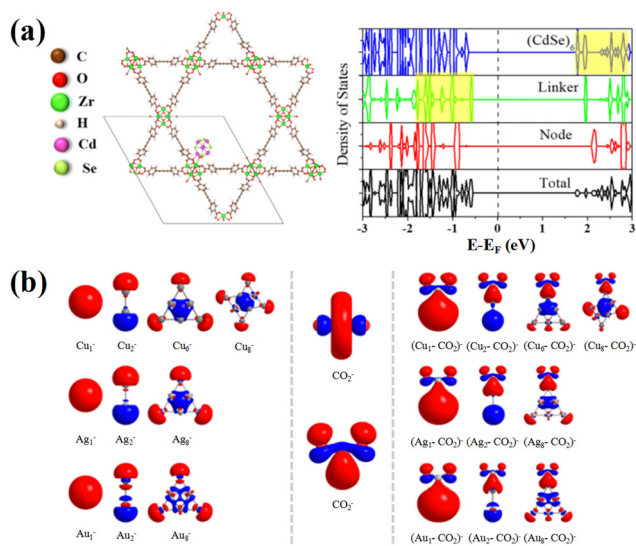 (a)
C
O
Zr
H
Cd
Se
Density of States
(CdSe)6
Linker
Node
Total
-3 -2 -1 0 1 2 3
E-EF (eV)
(b)
Cu1- Cu2- Cu6- Cu8-
CO2-
(Cu1- CO2)- (Cu2- CO2)- (Cu6- CO2)- (Cu8- CO2)-
Ag1- Ag2- Ag8-
(Ag1- CO2)- (Ag2- CO2)- (Ag8- CO2)-
CO2-
Au1- Au2- Au8-
(Au1- CO2)- (Au2- CO2)- (Au8- CO2)-